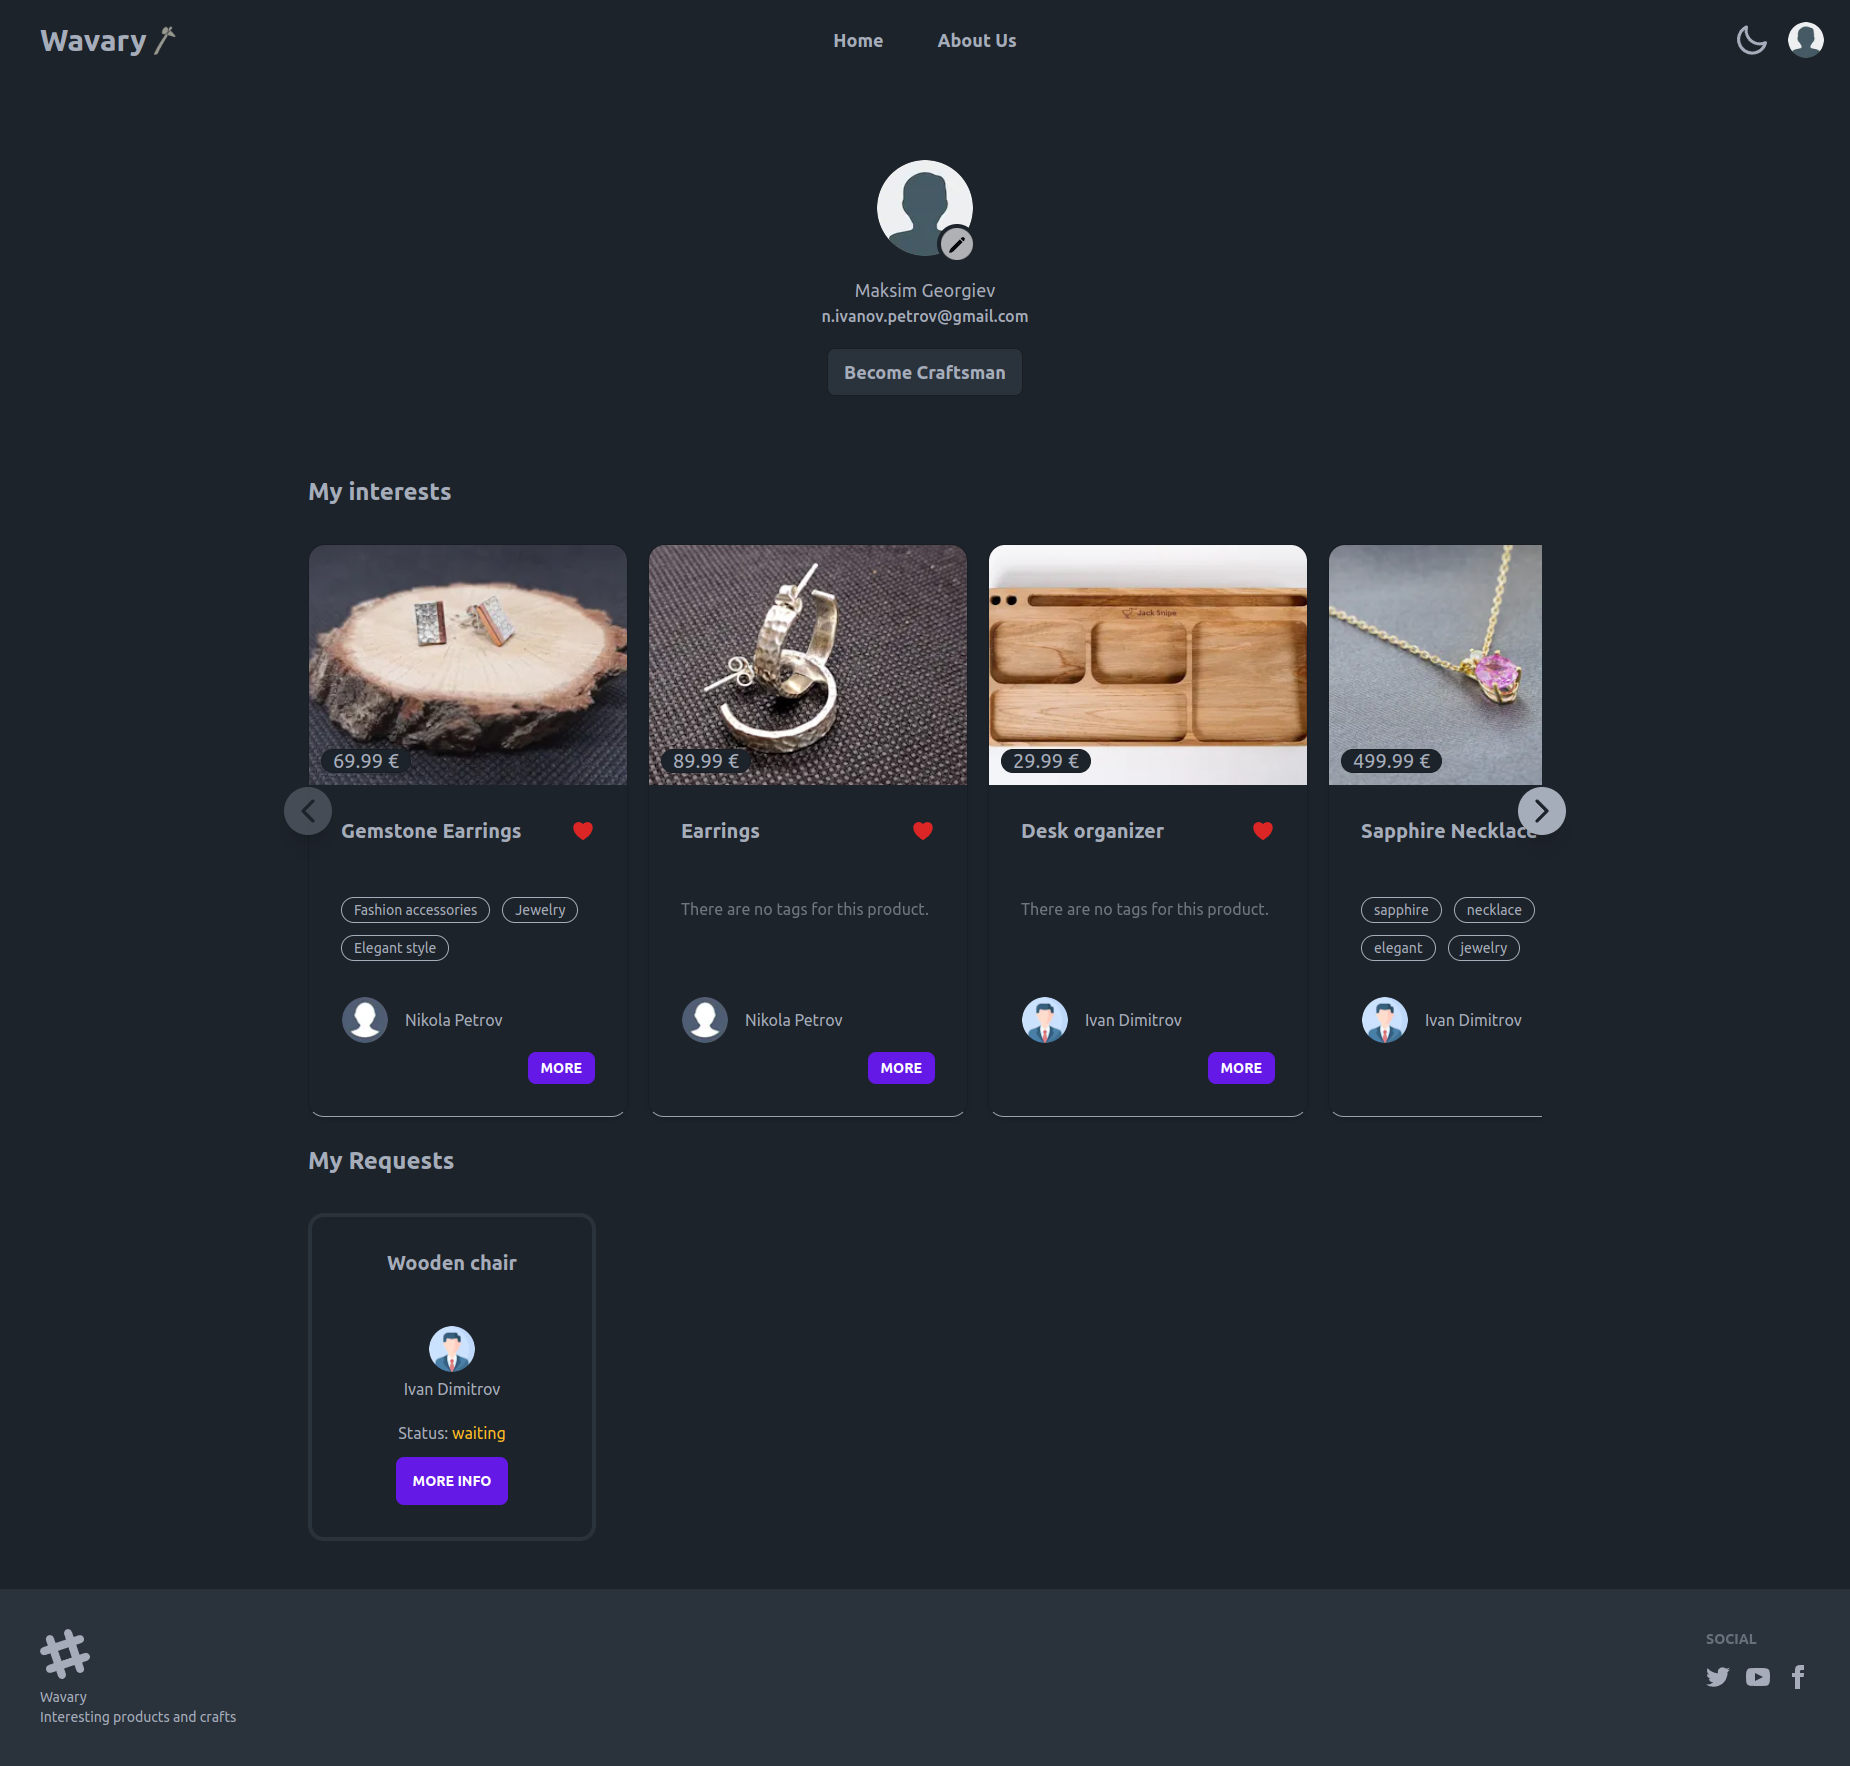 Wavary
Home
About Us
Maksim Georgiev
n.ivanov.petrov@gmail.com
Become Craftsman
My interests
69.99 €
Gemstone Earrings
Fashion accessories
Jewelry
Elegant style
Nikola Petrov
MORE
89.99 €
Earrings
There are no tags for this product.
Nikola Petrov
MORE
Jack Snipe
29.99 €
Desk organizer
There are no tags for this product.
Ivan Dimitrov
MORE
499.99 €
Sapphire Necklace
sapphire
necklace
elegant
jewelry
Ivan Dimitrov
My Requests
Wooden chair
Ivan Dimitrov
Status: waiting
MORE INFO
Wavary
Interesting products and crafts
SOCIAL